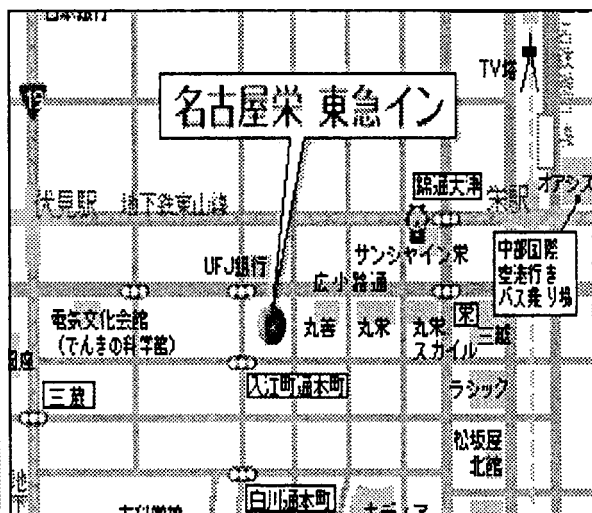 TV塔
19
名古屋栄 東急イン
錦通大津
オアシス
伏見駅
地下鉄東山線
栄駅
サンシャイン栄
中部国際
空港行き
バス乗り場
UFJ銀行
広小路通
電気文化会館
(でんきの科学館)
丸善
丸栄
丸栄
スカイル
栄
三越
入江町通本町
三蔵
ラシック
松坂屋
北館
白川通本町
地下